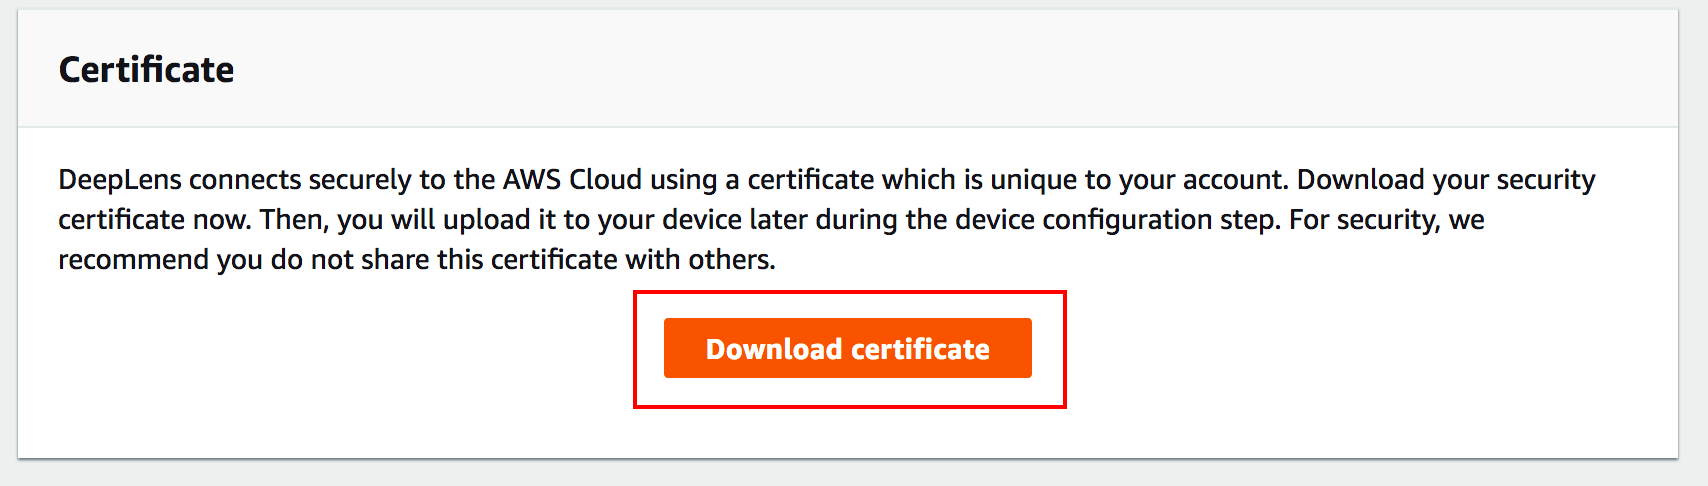 Certificate
DeepLens connects securely to the AWS Cloud using a certificate which is unique to your account. Download your security
certificate now. Then, you will upload it to your device later during the device configuration step. For security, we
recommend you do not share this certificate with others.
Download certificate